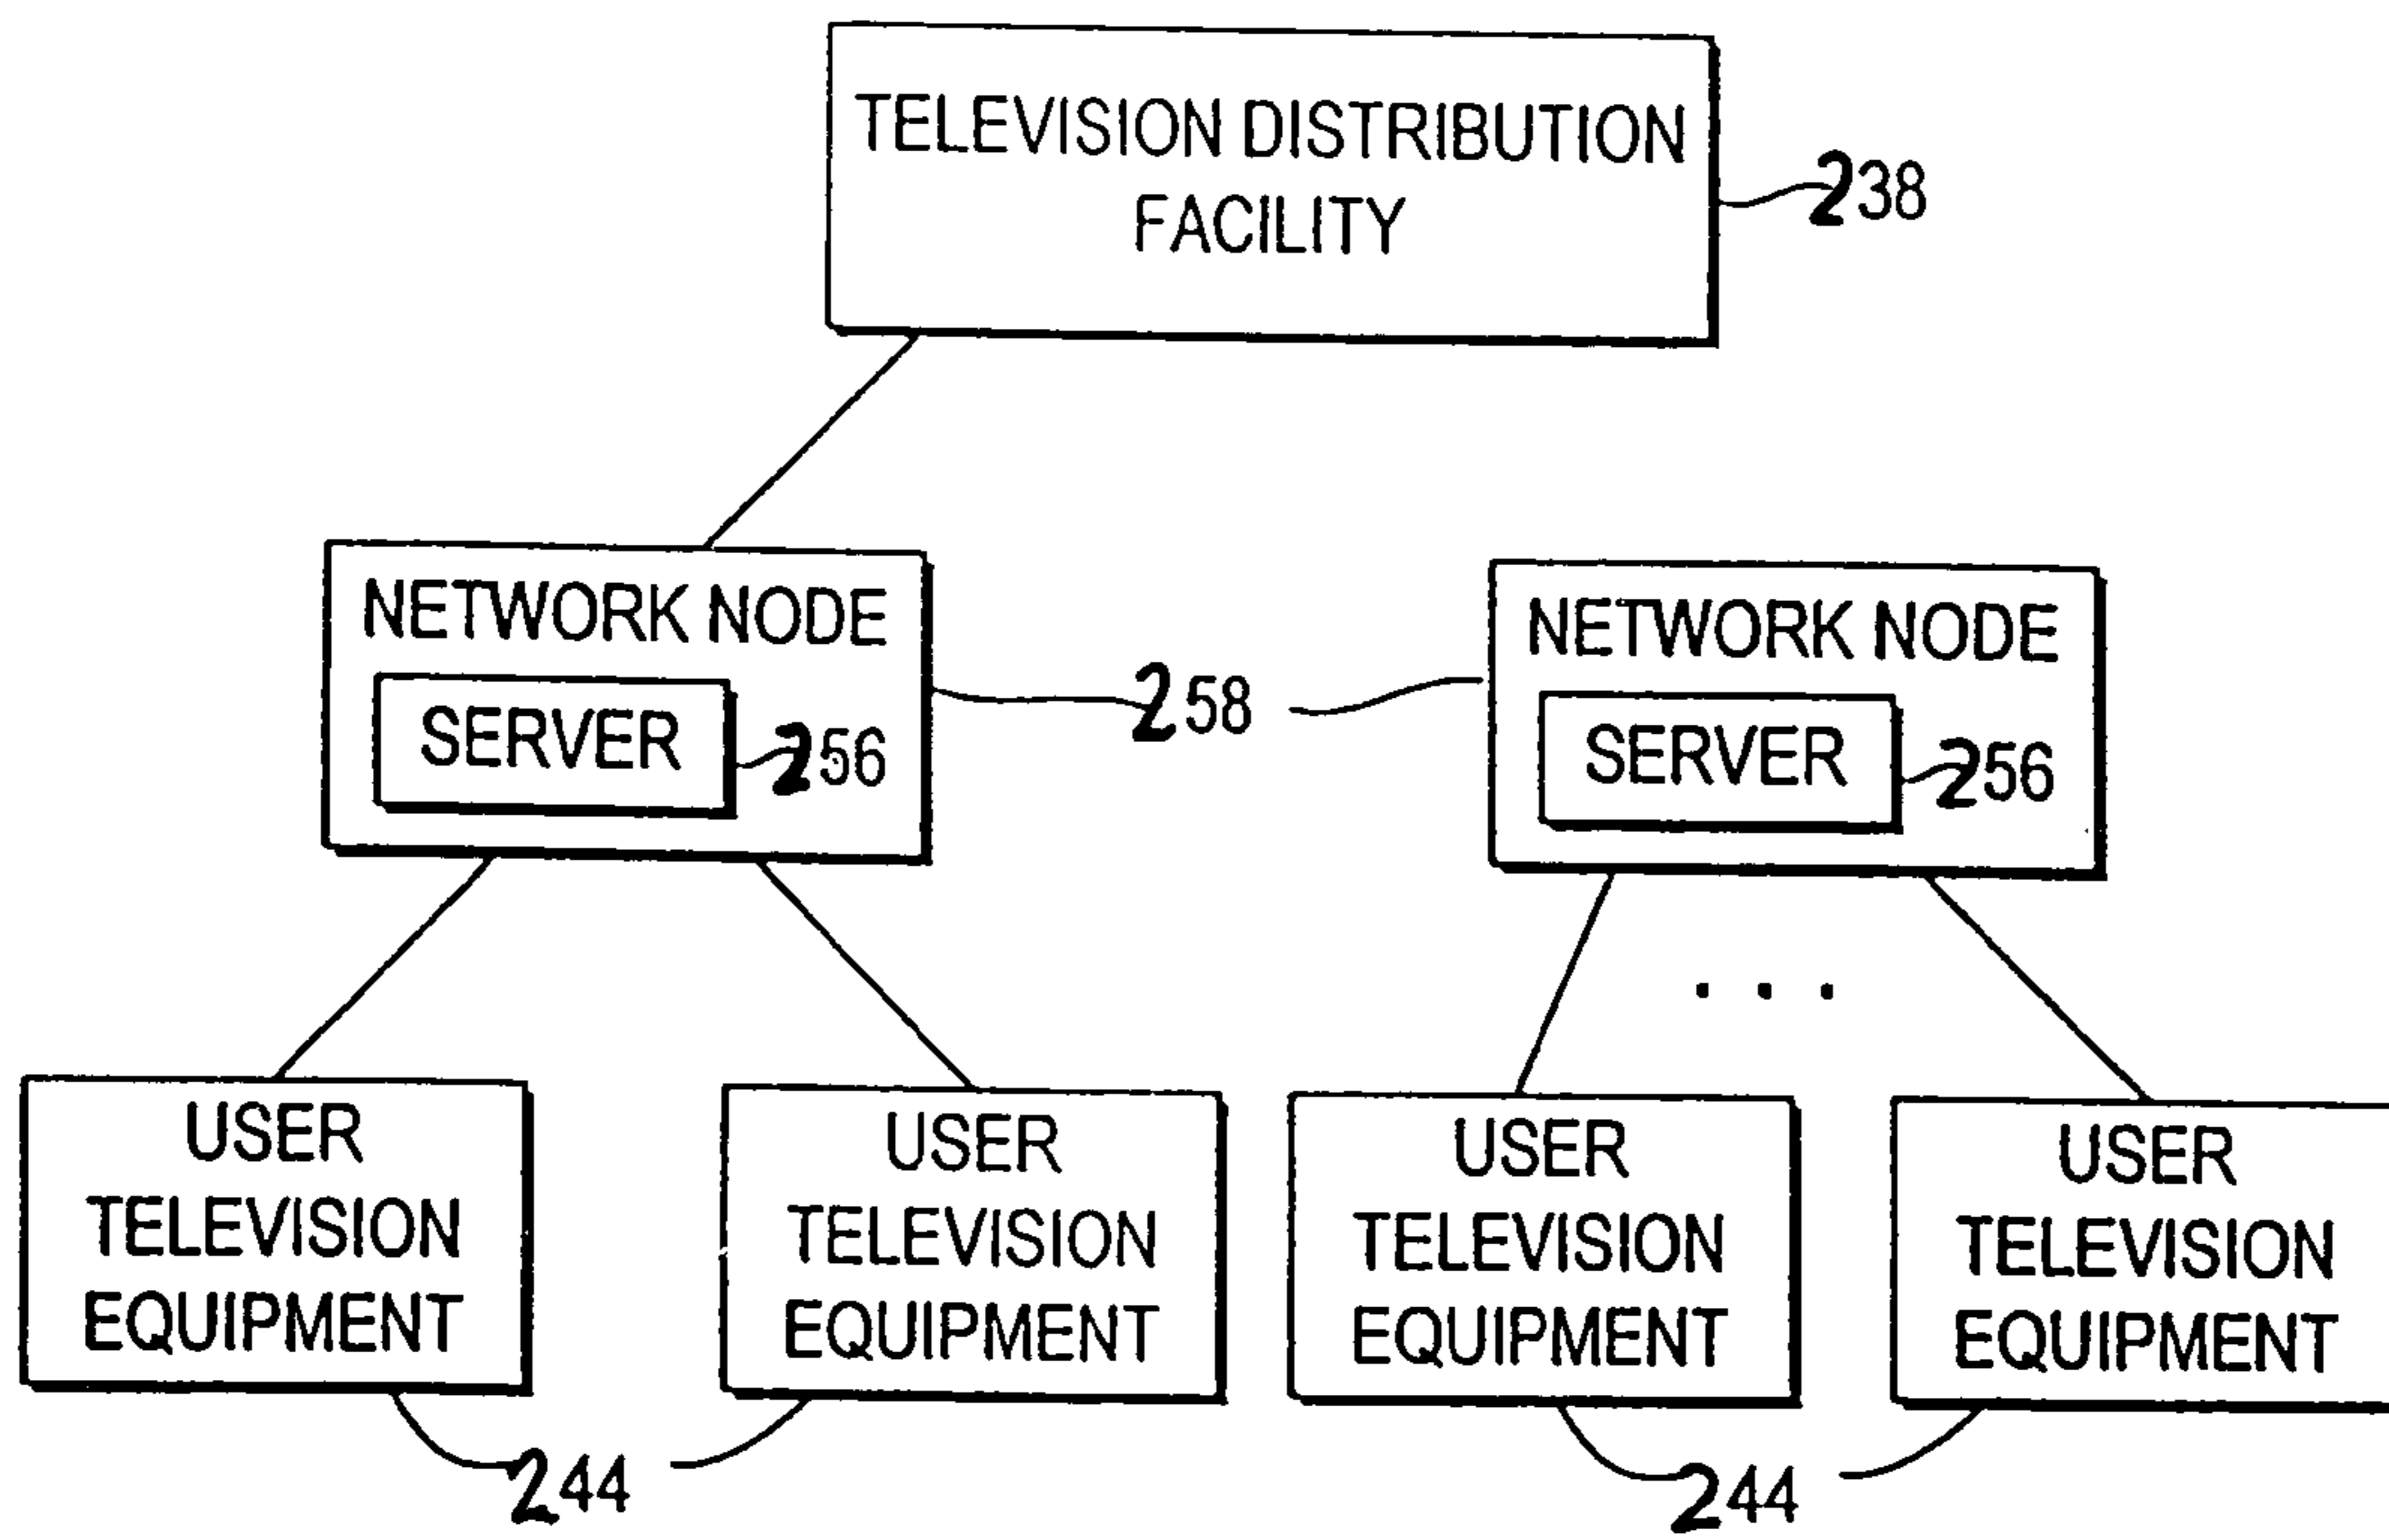 TELEVISION DISTRIBUTION
FACILITY
238
NETWORK NODE
SERVER
256
258
NETWORK NODE
SERVER
256
. . .
USER
TELEVISION
EQUIPMENT
USER
TELEVISION
EQUIPMENT
USER
TELEVISION
EQUIPMENT
USER
TELEVISION
EQUIPMENT
244
244